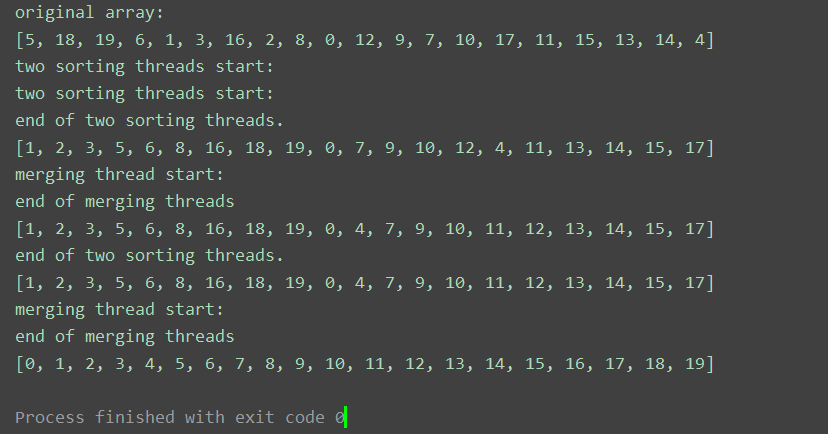 original array:
[5, 18, 19, 6, 1, 3, 16, 2, 8, 0, 12, 9, 7, 10, 17, 11, 15, 13, 14, 4]
two sorting threads start:
two sorting threads start:
end of two sorting threads.
[1, 2, 3, 5, 6, 8, 16, 18, 19, 0, 7, 9, 10, 12, 4, 11, 13, 14, 15, 17]
merging thread start:
end of merging threads
[1, 2, 3, 5, 6, 8, 16, 18, 19, 0, 4, 7, 9, 10, 11, 12, 13, 14, 15, 17]
end of two sorting threads.
[1, 2, 3, 5, 6, 8, 16, 18, 19, 0, 4, 7, 9, 10, 11, 12, 13, 14, 15, 17]
merging thread start:
end of merging threads
[0, 1, 2, 3, 4, 5, 6, 7, 8, 9, 10, 11, 12, 13, 14, 15, 16, 17, 18, 19]
Process finished with exit code 0